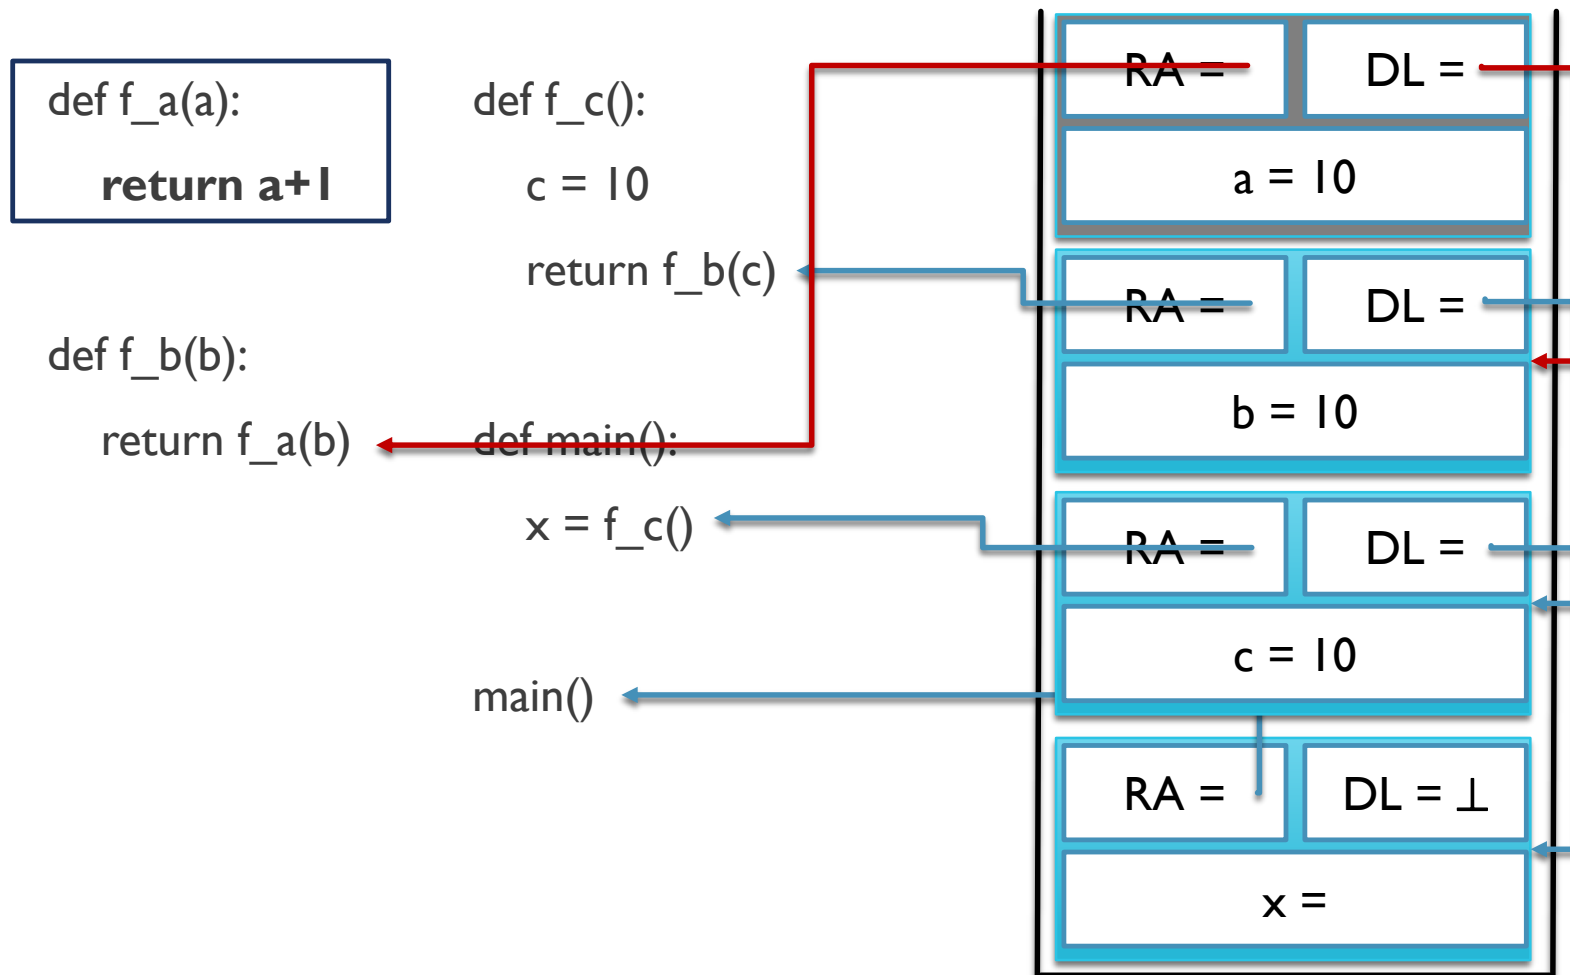 def f_a(a):
return a+1
def f_b(b):
return f_a(b)
def f_c():
c = 10
return f_b(c)
def main():
x = f_c()
main()
RA = DL =
a = 10
RA = DL =
b = 10
RA = DL =
c = 10
RA = DL = ⊥
x =